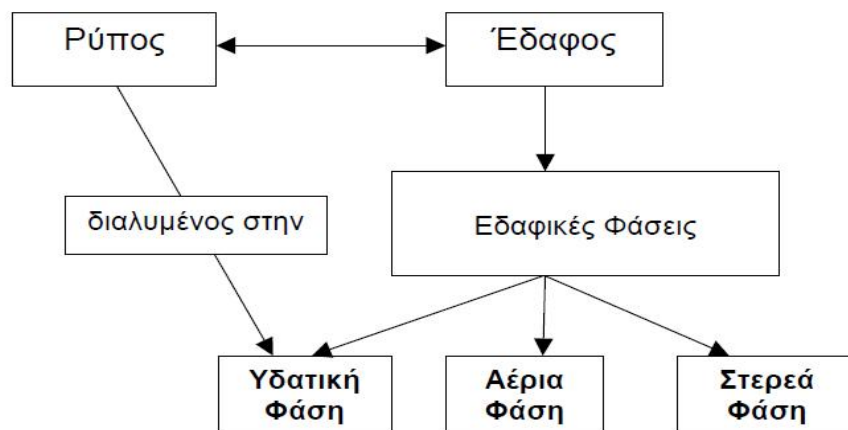 Ρύπος
Έδαφος
διαλυμένος στην
Εδαφικές Φάσεις
Υδατική
Φάση
Αέρια
Φάση
Στερεά
Φάση